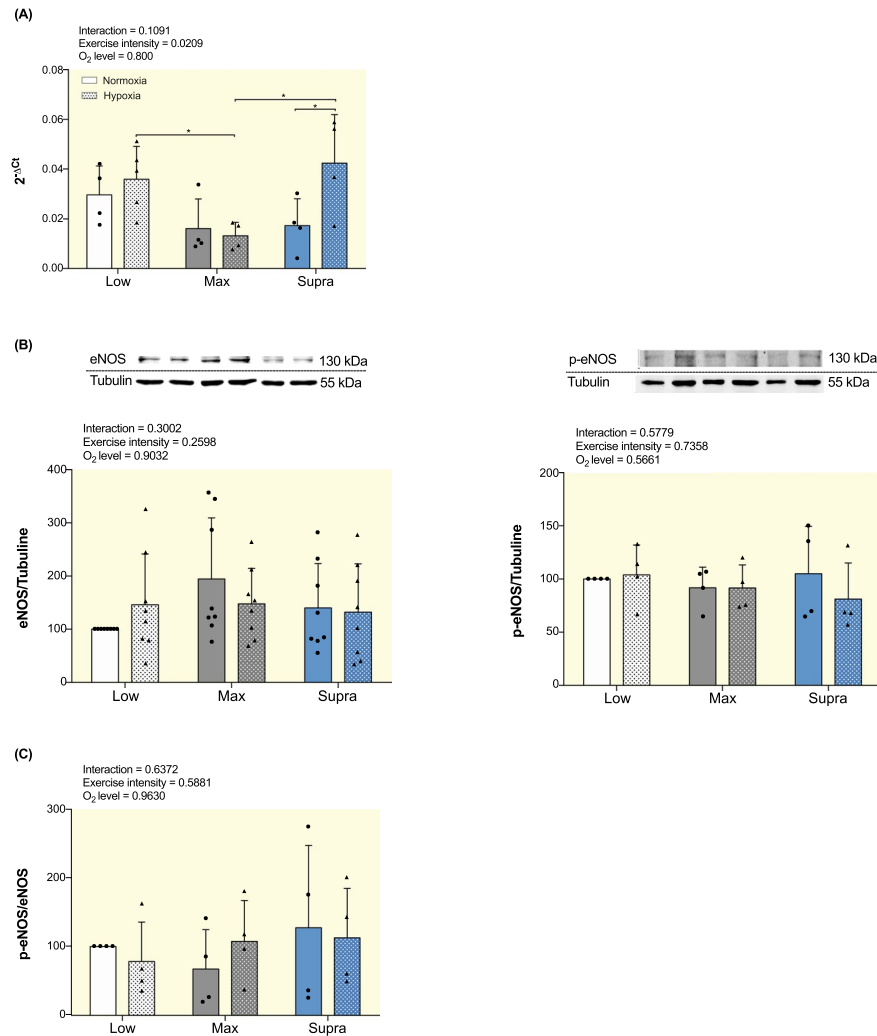 (A)
Interaction = 0.1091
Exercise intensity = 0.0209
O2 level = 0.800
0.08
0.06
0.04
0.02
0.00
2-ΔCt
Normoxia
Hypoxia
*
*
*
Low Max Supra
(B)
eNOS 130 kDa
Tubulin 55 kDa
Interaction = 0.3002
Exercise intensity = 0.2598
O2 level = 0.9032
400
300
200
100
0
eNOS/Tubuline
Low Max Supra
p-eNOS 130 kDa
Tubulin 55 kDa
Interaction = 0.5779
Exercise intensity = 0.7358
O2 level = 0.5661
200
150
100
50
0
p-eNOS/Tubuline
Low Max Supra
(C)
Interaction = 0.6372
Exercise intensity = 0.5881
O2 level = 0.9630
300
200
100
0
p-eNOS/eNOS
Low Max Supra